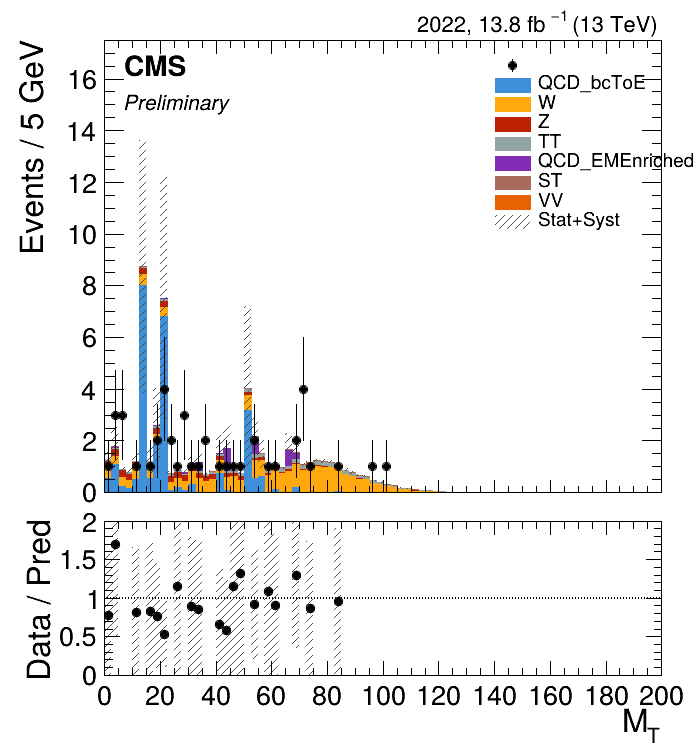 2022, 13.8 fb⁻¹ (13 TeV)
Events / 5 GeV
CMS
Preliminary
QCD_bcToE
W
Z
TT
QCD_EMEnriched
ST
VV
Stat+Syst
16
14
12
10
8
6
4
2
0
Data / Pred
2
1.5
1
0.5
0
0 20 40 60 80 100 120 140 160 180 200
M_T